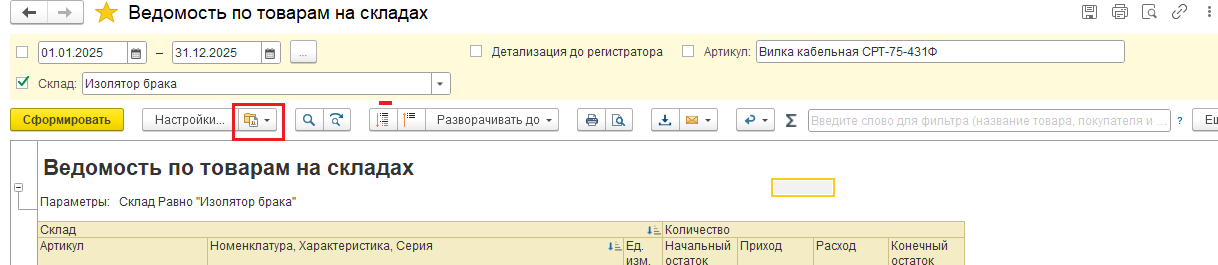 Ведомость по товарам на складах
01.01.2025 – 31.12.2025 ... Детализация до регистратора Артикул: Вилка кабельная СРТ-75-431Ф
Склад: Изолятор брака
Сформировать Настройки... Разворачивать до Σ Введите слово для фильтра (название товара, покупателя и ... ? Ещ
Ведомость по товарам на складах
Параметры: Склад Равно "Изолятор брака"
Склад Количество
Артикул Номенклатура, Характеристика, Серия Ед. Начальный Приход Расход Конечный
изм. остаток остаток